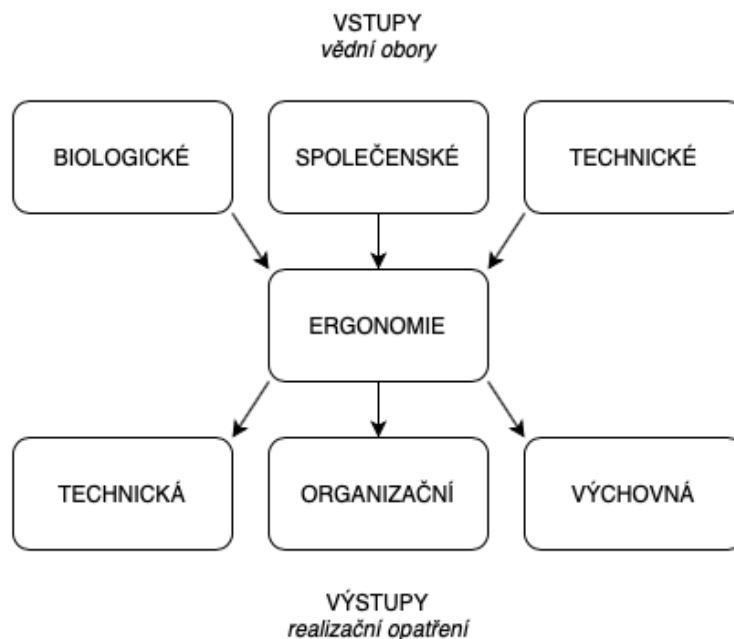 VSTUPY
vědní obory
BIOLOGICKÉ
SPOLEČENSKÉ
TECHNICKÉ
ERGONOMIE
TECHNICKÁ
ORGANIZAČNÍ
VÝCHOVNÁ
VÝSTUPY
realizační opatření